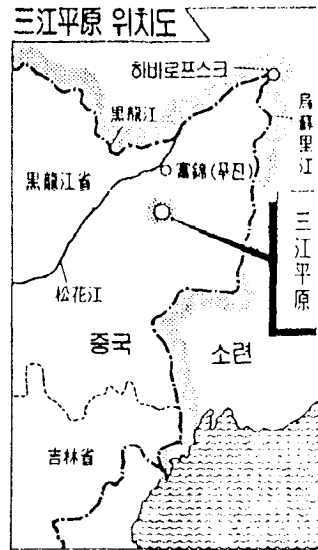 三江平原 위치도
하바로프스크
黑龍江
烏蘇里江
黑龍江省
富錦(푸진)
三江平原
松花江
중국
소련
吉林省